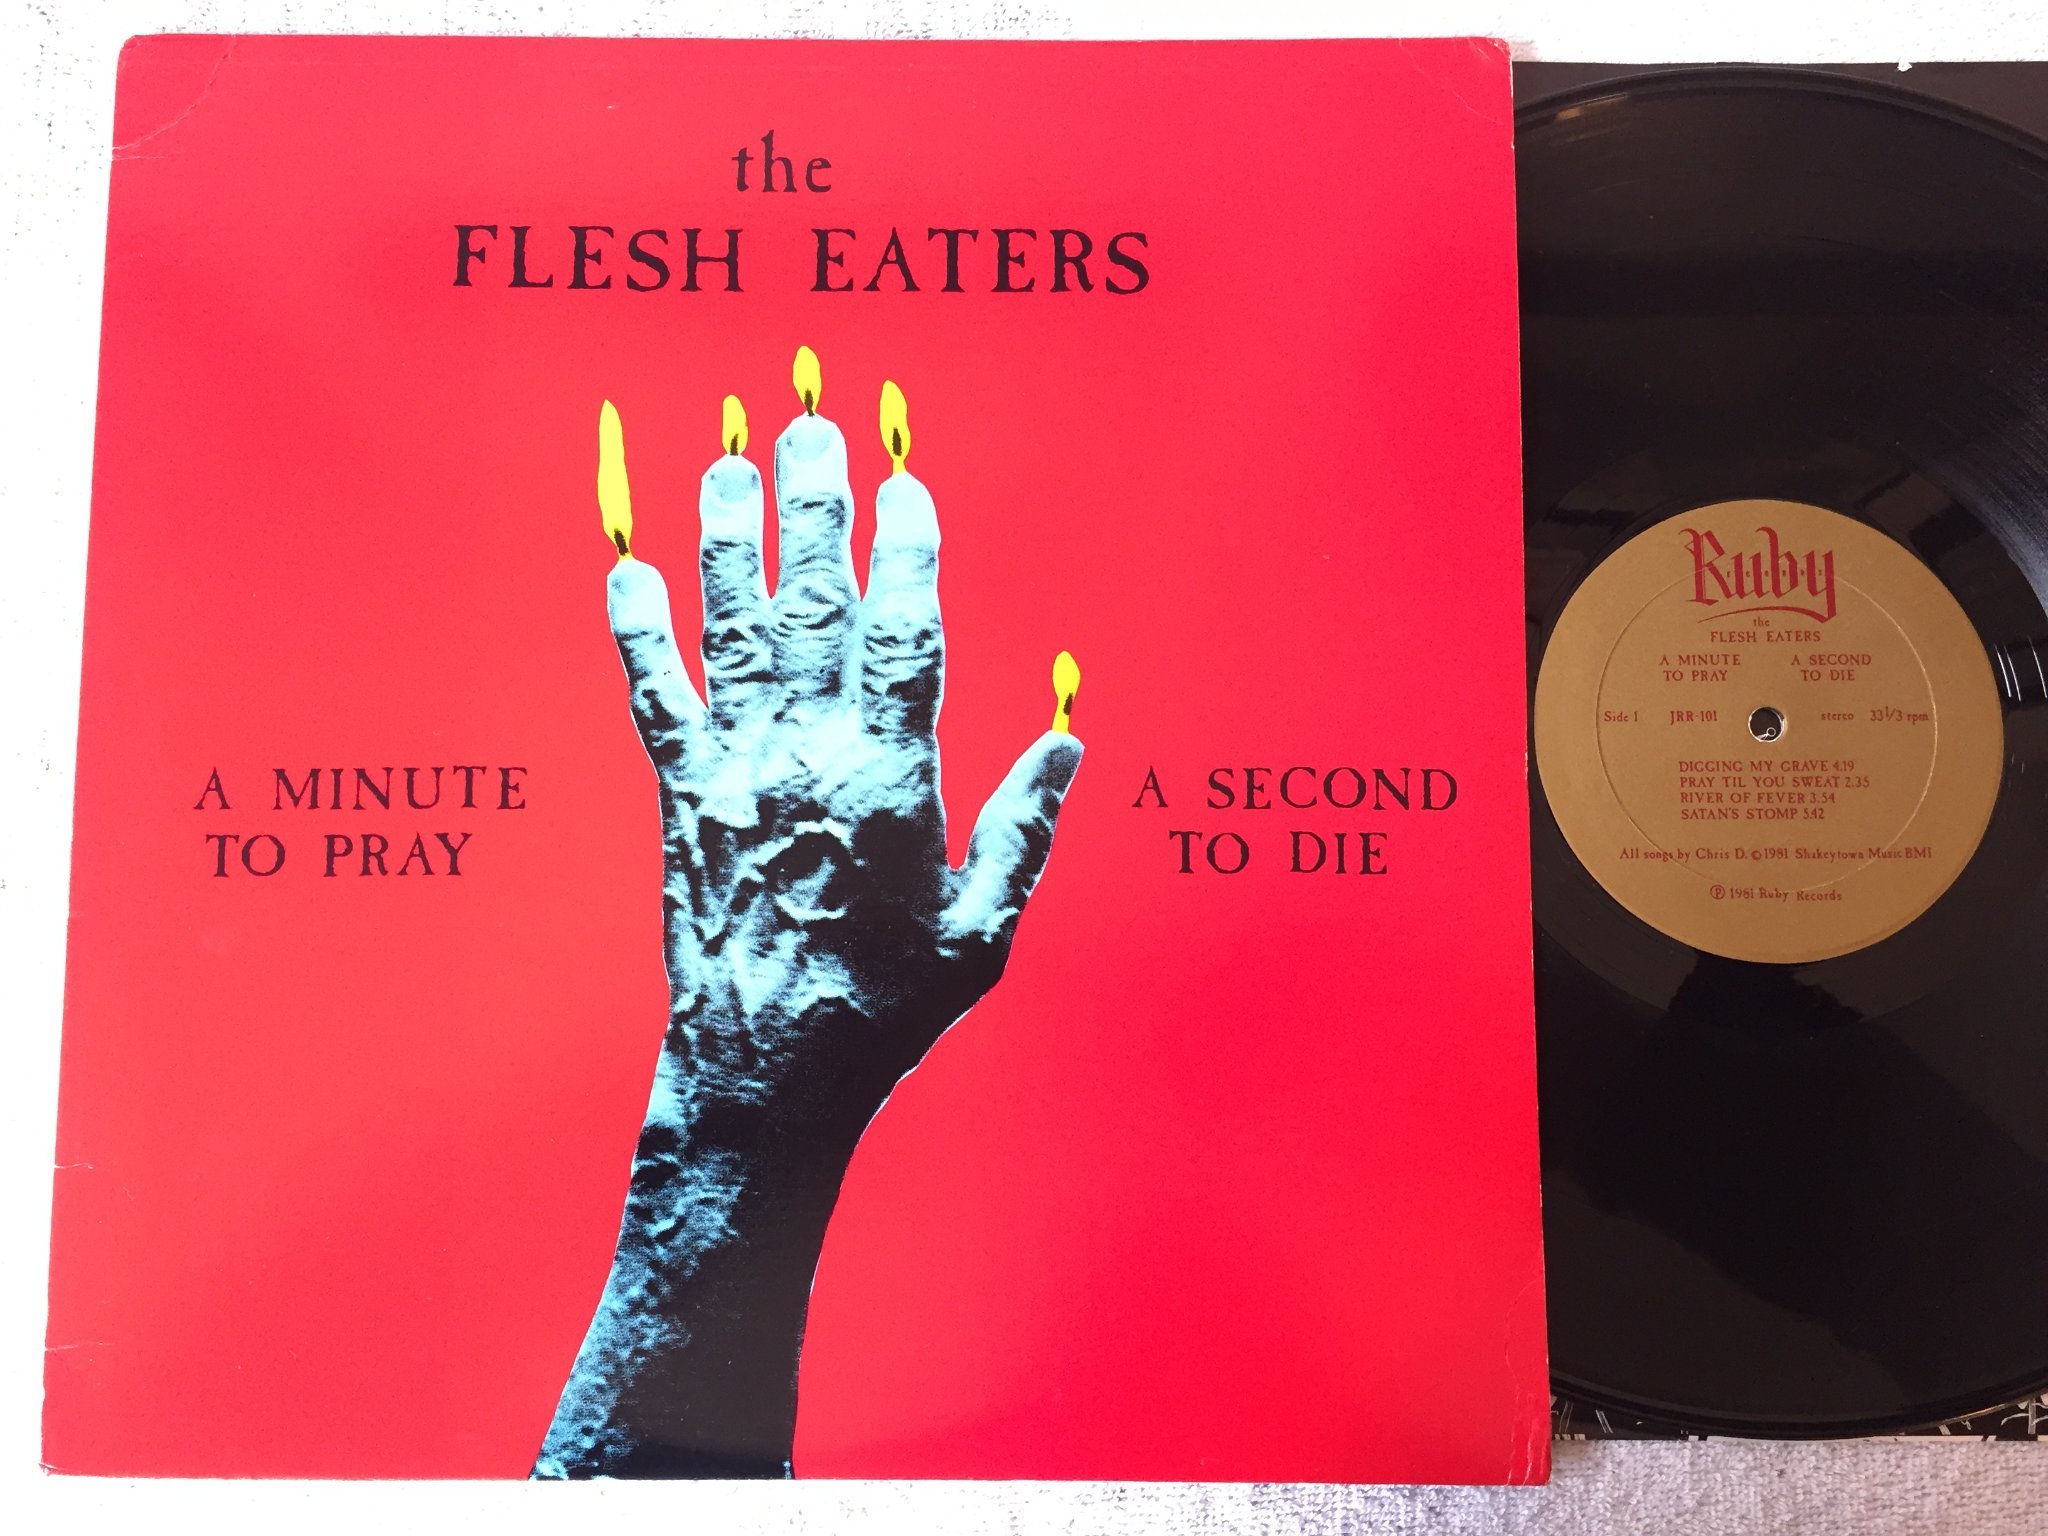 the
FLESH EATERS
A MINUTE
TO PRAY
A SECOND
TO DIE
Ruby
RECORDS
the
FLESH EATERS
A MINUTE
TO PRAY
A SECOND
TO DIE
Side 1 JRR-101 stereo 33 1/3 rpm
DIGGING MY GRAVE 4.19
PRAY TIL YOU SWEAT 2.35
RIVER OF FEVER 3.54
SATAN'S STOMP 5.42
All songs by Chris D. © 1981 Shakeytown Music BMI
℗ 1981 Ruby Records